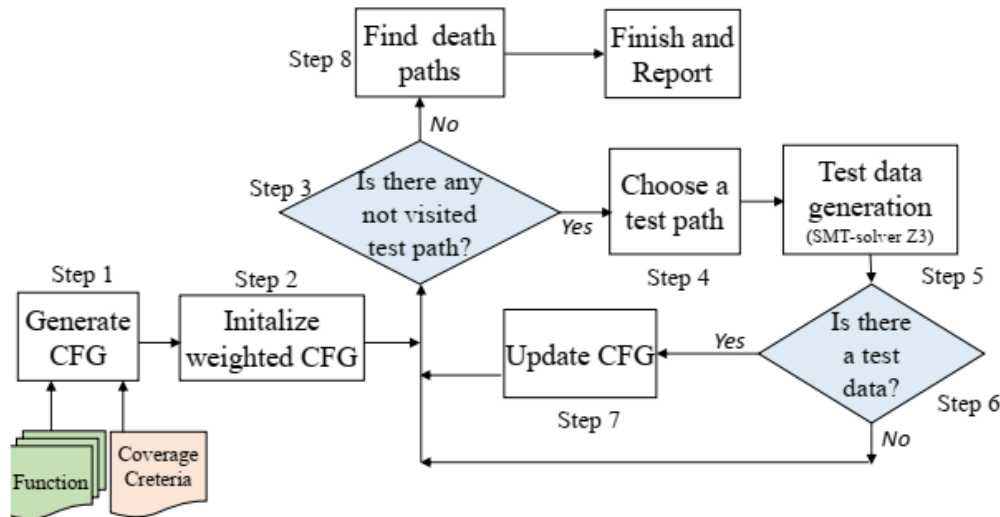 Step 8
Find death
paths
Finish and
Report
No
Step 3
Is there any
not visited
test path?
Yes
Choose a
test path
Step 4
Test data
generation
(SMT-solver Z3)
Step 5
Step 1
Generate
CFG
Step 2
Initalize
weighted CFG
Update CFG
Step 7
Yes
Is there
a test
data?
Step 6
No
Function
Coverage
Creteria